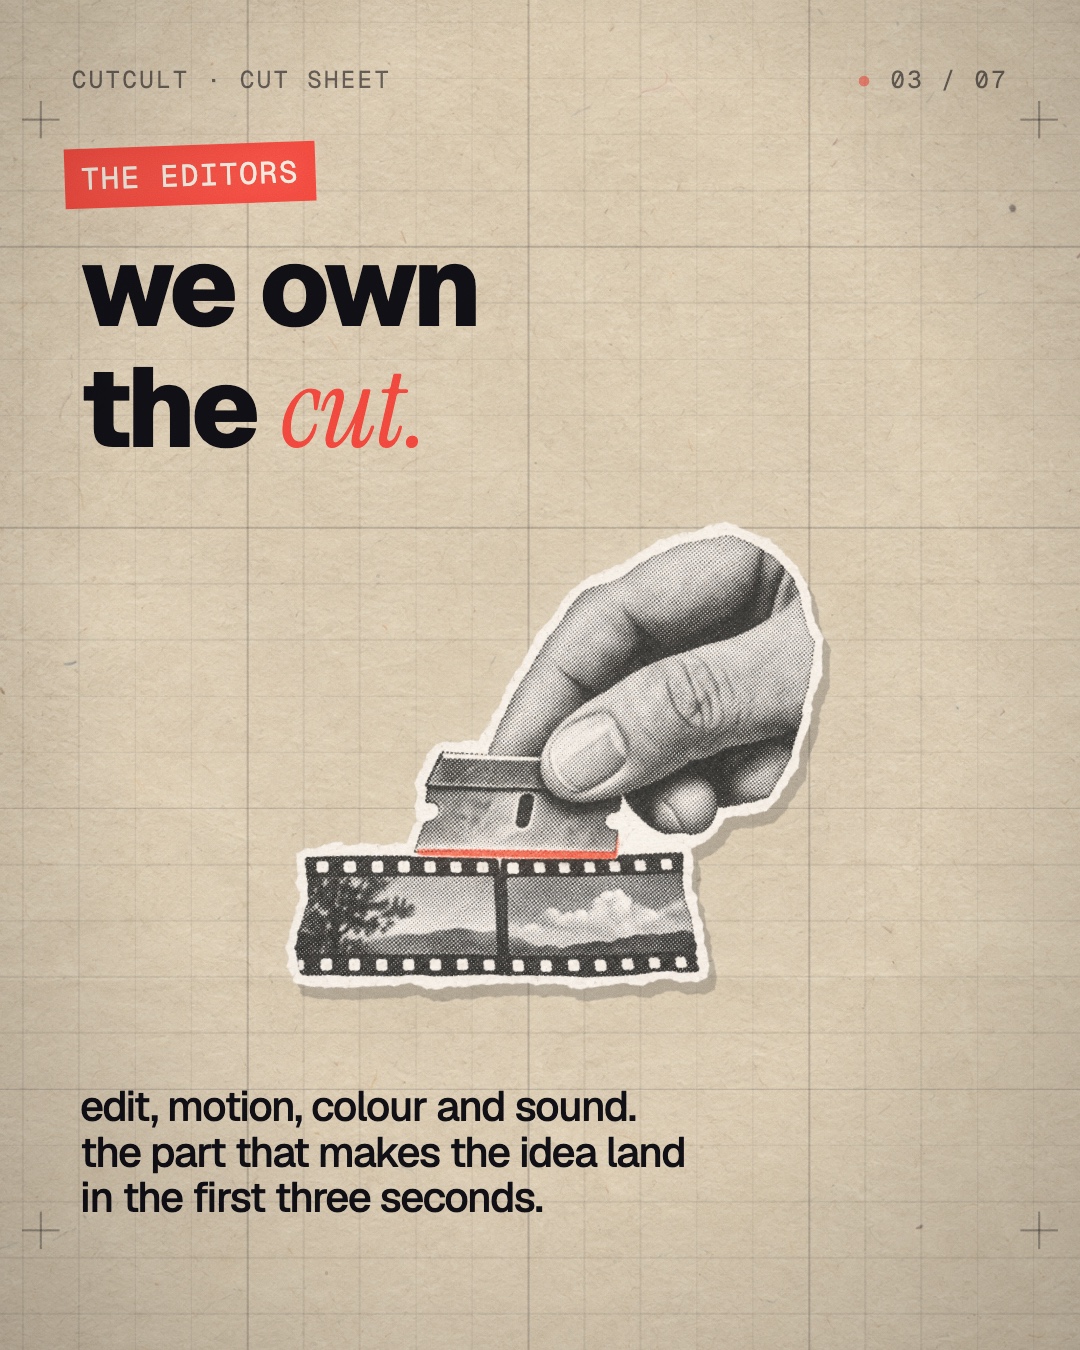 CUTCULT · CUT SHEET
03 / 07
THE EDITORS
we own
the cut.
edit, motion, colour and sound.
the part that makes the idea land
in the first three seconds.